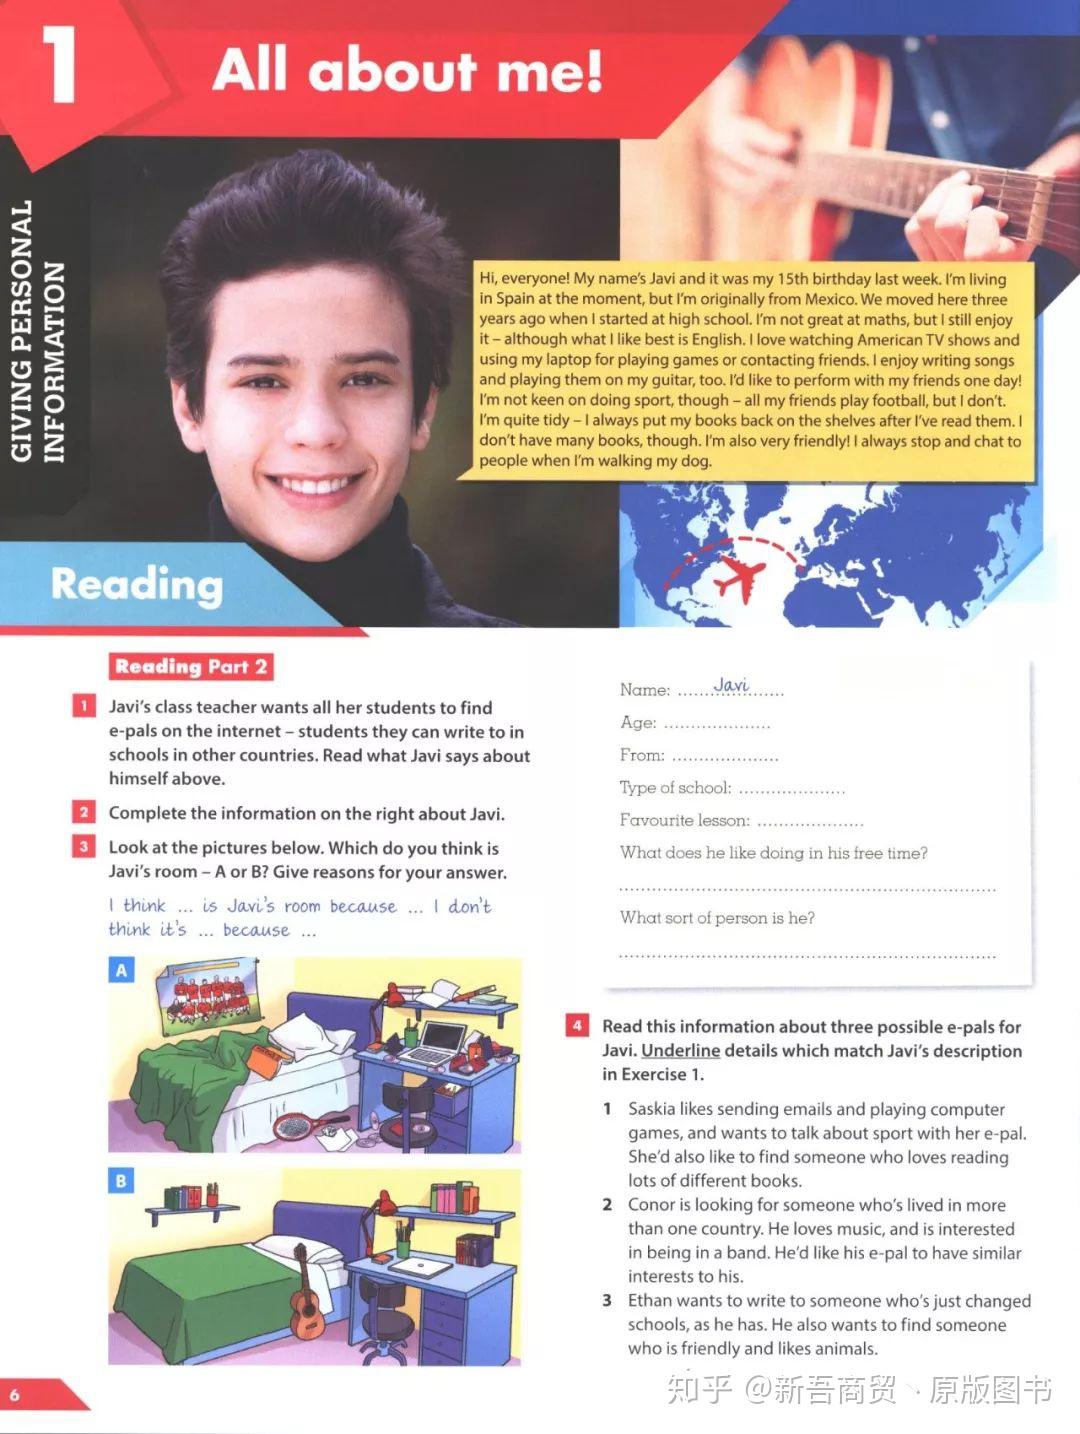 1
All about me!
GIVING PERSONAL
INFORMATION
Hi, everyone! My name's Javi and it was my 15th birthday last week. I'm living
in Spain at the moment, but I'm originally from Mexico. We moved here three
years ago when I started at high school. I'm not great at maths, but I still enjoy
it – although what I like best is English. I love watching American TV shows and
using my laptop for playing games or contacting friends. I enjoy writing songs
and playing them on my guitar, too. I'd like to perform with my friends one day!
I'm not keen on doing sport, though – all my friends play football, but I don't.
I'm quite tidy – I always put my books back on the shelves after I've read them. I
don't have many books, though. I'm also very friendly! I always stop and chat to
people when I'm walking my dog.
Reading
Reading Part 2
1 Javi's class teacher wants all her students to find
e-pals on the internet – students they can write to in
schools in other countries. Read what Javi says about
himself above.
2 Complete the information on the right about Javi.
3 Look at the pictures below. Which do you think is
Javi's room – A or B? Give reasons for your answer.
I think ... is Javi's room because ... I don't
think it's ... because ...
A
B
Name: .......Javi.......
Age: ....................
From: ....................
Type of school: ....................
Favourite lesson: ....................
What does he like doing in his free time?
......................................................................
What sort of person is he?
......................................................................
4 Read this information about three possible e-pals for
Javi. Underline details which match Javi's description
in Exercise 1.
1 Saskia likes sending emails and playing computer
games, and wants to talk about sport with her e-pal.
She'd also like to find someone who loves reading
lots of different books.
2 Conor is looking for someone who's lived in more
than one country. He loves music, and is interested
in being in a band. He'd like his e-pal to have similar
interests to his.
3 Ethan wants to write to someone who's just changed
schools, as he has. He also wants to find someone
who is friendly and likes animals.
6
知乎 @新吾商贸、原版图书